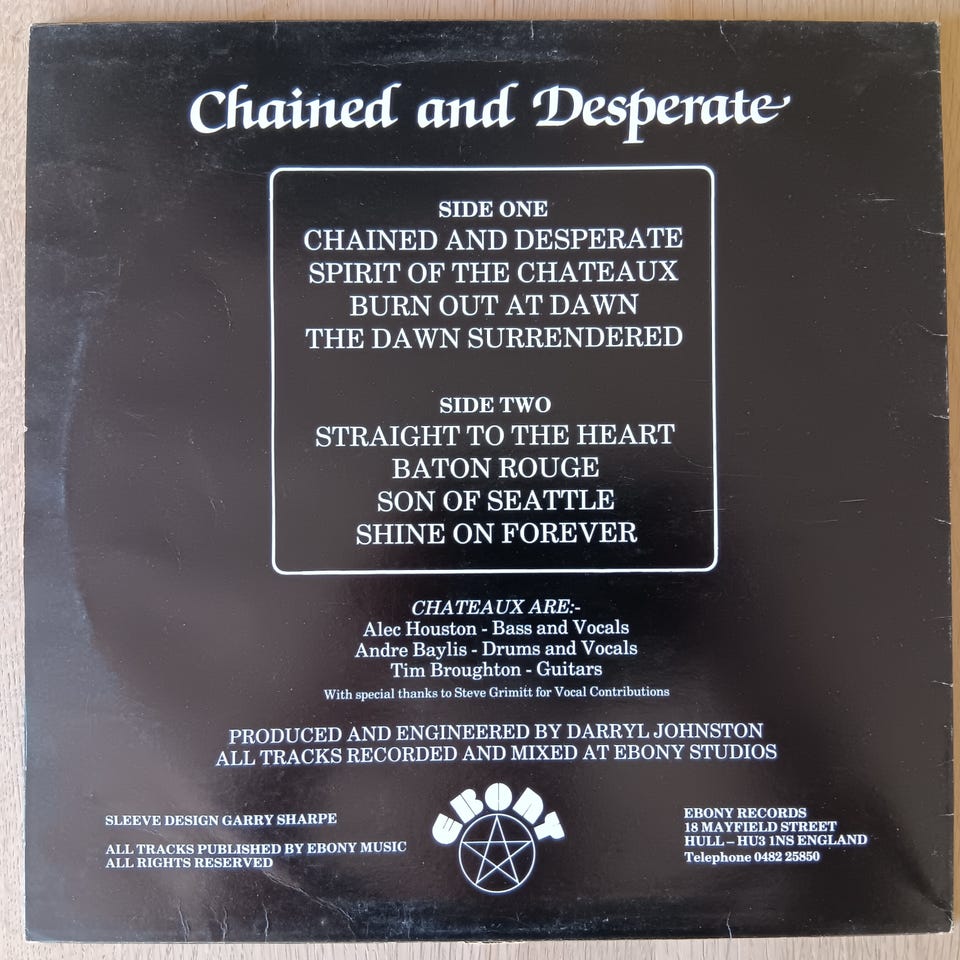 Chained and Desperate
SIDE ONE
CHAINED AND DESPERATE
SPIRIT OF THE CHATEAUX
BURN OUT AT DAWN
THE DAWN SURRENDERED
SIDE TWO
STRAIGHT TO THE HEART
BATON ROUGE
SON OF SEATTLE
SHINE ON FOREVER
CHATEAUX ARE:-
Alec Houston - Bass and Vocals
Andre Baylis - Drums and Vocals
Tim Broughton - Guitars
With special thanks to Steve Grimitt for Vocal Contributions
PRODUCED AND ENGINEERED BY DARRYL JOHNSTON
ALL TRACKS RECORDED AND MIXED AT EBONY STUDIOS
SLEEVE DESIGN GARRY SHARPE
ALL TRACKS PUBLISHED BY EBONY MUSIC
ALL RIGHTS RESERVED
EBONY
EBONY RECORDS
18 MAYFIELD STREET
HULL – HU3 1NS ENGLAND
Telephone 0482 25850